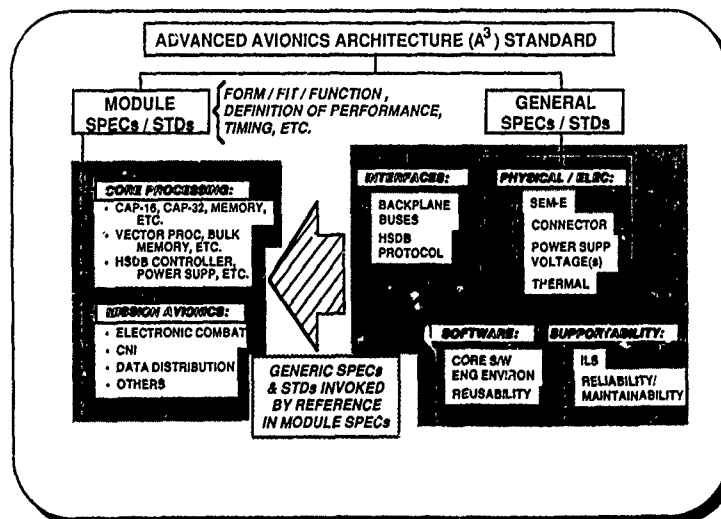 ADVANCED AVIONICS ARCHITECTURE (A³) STANDARD
MODULE
SPECs / STDs
FORM / FIT / FUNCTION,
DEFINITION OF PERFORMANCE,
TIMING, ETC.
GENERAL
SPECs / STDs
CORE PROCESSING:
• CAP-16, CAP-32, MEMORY,
ETC.
• VECTOR PROC, BULK
MEMORY, ETC.
• HSDB CONTROLLER,
POWER SUPP, ETC.
MISSION AVIONICS:
• ELECTRONIC COMBAT
• CNI
• DATA DISTRIBUTION
• OTHERS
GENERIC SPECs
& STDs INVOKED
BY REFERENCE
IN MODULE SPECs
INTERFACES:
BACKPLANE
BUSES
HSDB
PROTOCOL
PHYSICAL / ELEC:
SEM-E
CONNECTOR
POWER SUPP
VOLTAGE(s)
THERMAL
SOFTWARE:
CORE S/W
ENG ENVIRON
REUSABILITY
SUPPORTABILITY:
ILS
RELIABILITY/
MAINTAINABILITY